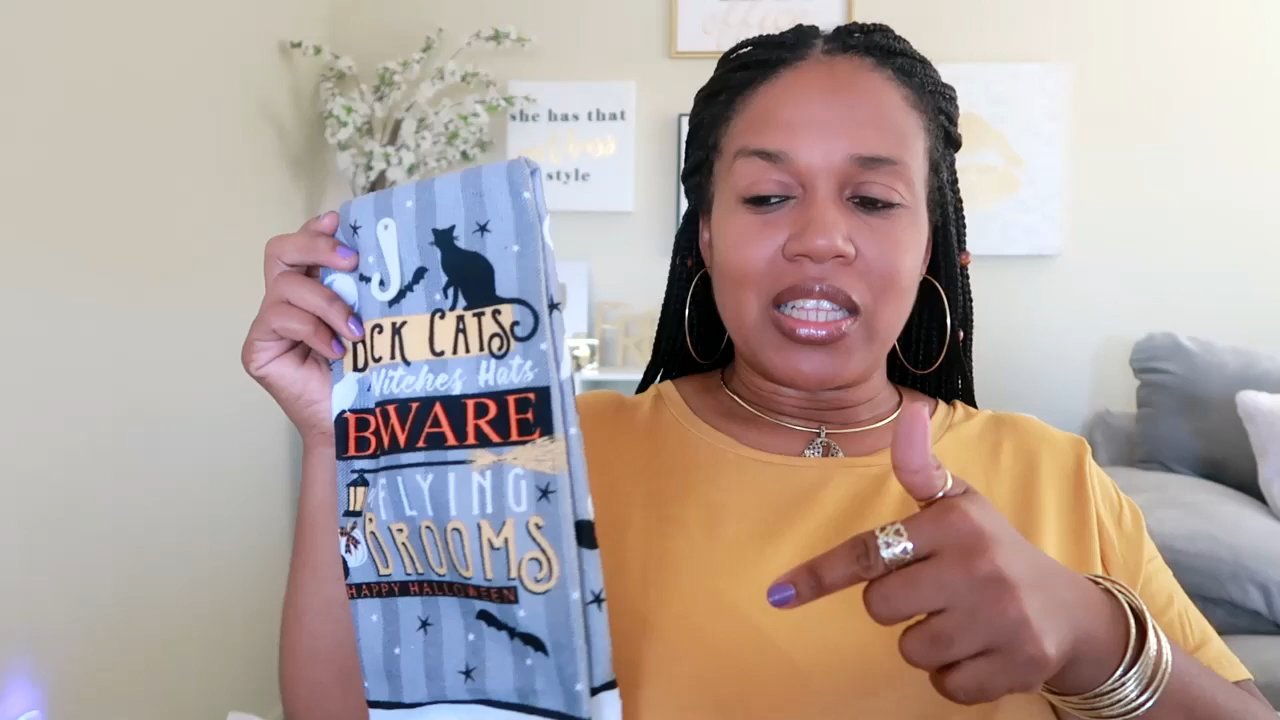 she has that
style
CK CATS
Witches Hats
BWARE
FLYING
BROOMS
HAPPY HALLOWEEN